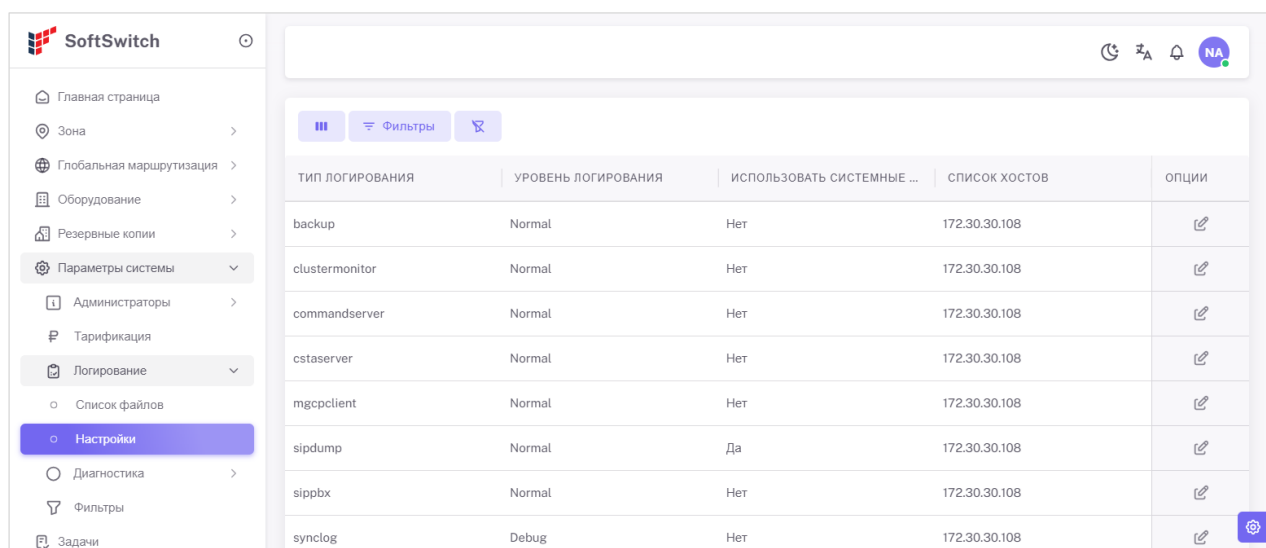 SoftSwitch
NA
Главная страница
Зона
Глобальная маршрутизация
Оборудование
Резервные копии
Параметры системы
Администраторы
Тарификация
Логирование
Список файлов
Настройки
Диагностика
Фильтры
Задачи
Фильтры
ТИП ЛОГИРОВАНИЯ УРОВЕНЬ ЛОГИРОВАНИЯ ИСПОЛЬЗОВАТЬ СИСТЕМНЫЕ ... СПИСОК ХОСТОВ ОПЦИИ
backup Normal Нет 172.30.30.108
clustermonitor Normal Нет 172.30.30.108
commandserver Normal Нет 172.30.30.108
cstaserver Normal Нет 172.30.30.108
mgcpclient Normal Нет 172.30.30.108
sipdump Normal Да 172.30.30.108
sippbx Normal Нет 172.30.30.108
synclog Debug Нет 172.30.30.108